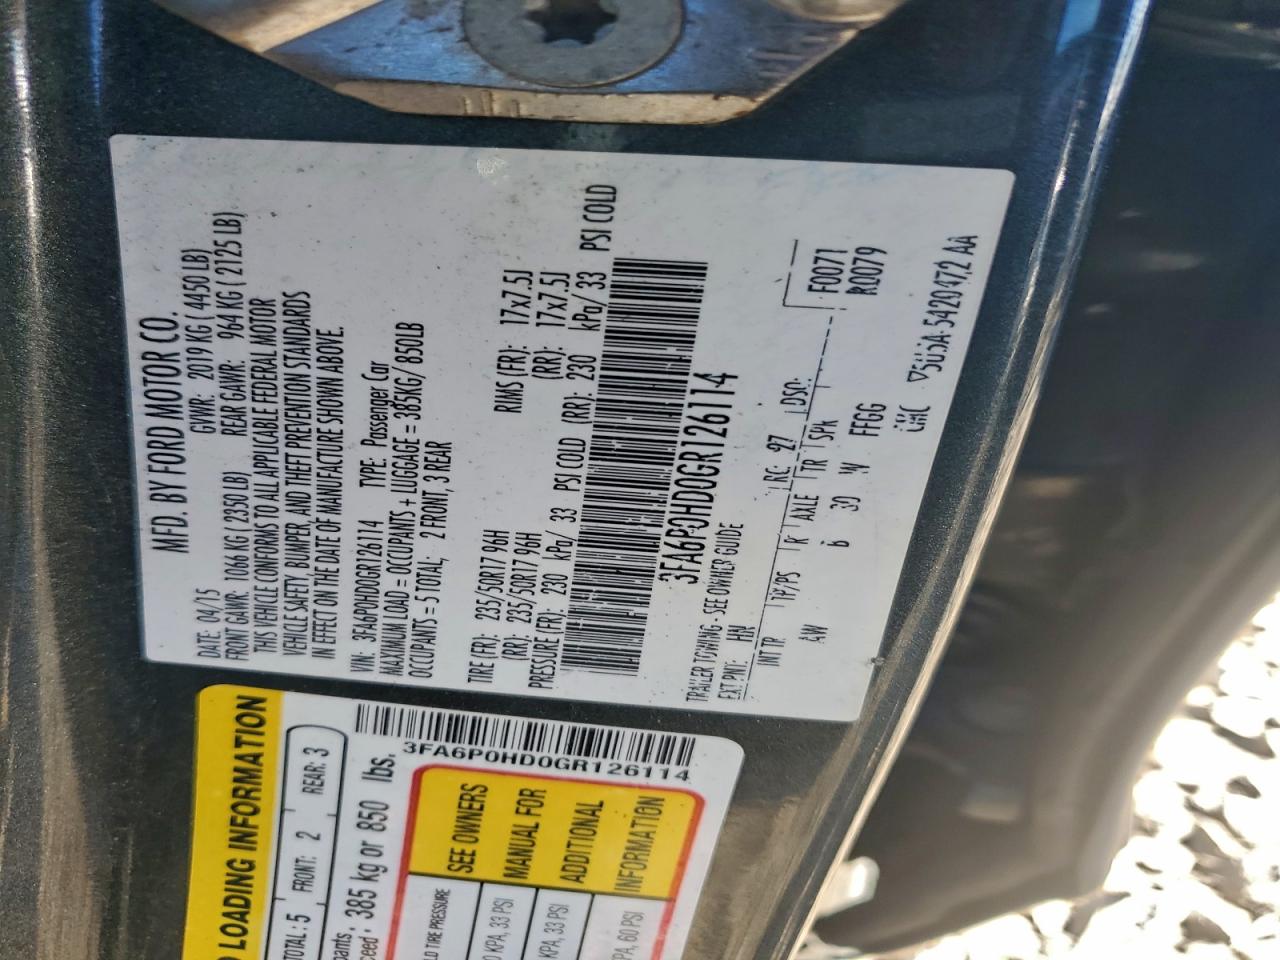 MFD. BY FORD MOTOR CO.
DATE: 04/15 GVWR: 2019 KG ( 4450 LB)
FRONT GAWR: 1066 KG ( 2350 LB) REAR GAWR: 964 KG ( 2125 LB)
THIS VEHICLE CONFORMS TO ALL APPLICABLE FEDERAL MOTOR
VEHICLE SAFETY, BUMPER, AND THEFT PREVENTION STANDARDS
IN EFFECT ON THE DATE OF MANUFACTURE SHOWN ABOVE.
VIN: 3FA6P0HD0GR126114 TYPE: Passenger Car
MAXIMUM LOAD = OCCUPANTS + LUGGAGE = 385KG/ 850LB
OCCUPANTS = 5 TOTAL; 2 FRONT, 3 REAR
TIRE (FR): 235/50R17 96H RIMS (FR): 17x7.5J
(RR): 235/50R17 96H (RR): 17x7.5J
PRESSURE (FR): 230 kPa/ 33 PSI COLD (RR): 230 kPa/ 33 PSI COLD
3FA6P0HD0GR126114
TRAILER TOWING - SEE OWNER GUIDE
EXT PNT: HN RC: 97 DSO:
INT TR TP/PS R AXLE TR SPR F0071
4W 6 39 W FFGG R0079
3FA6P0HD0GR126114
LOADING INFORMATION
TOTAL: 5 FRONT: 2 REAR: 3
385 kg or 850 lbs.
TIRE PRESSURE
KPA, 33 PSI
KPA, 33 PSI
60 PSI
SEE OWNERS
MANUAL FOR
ADDITIONAL
INFORMATION